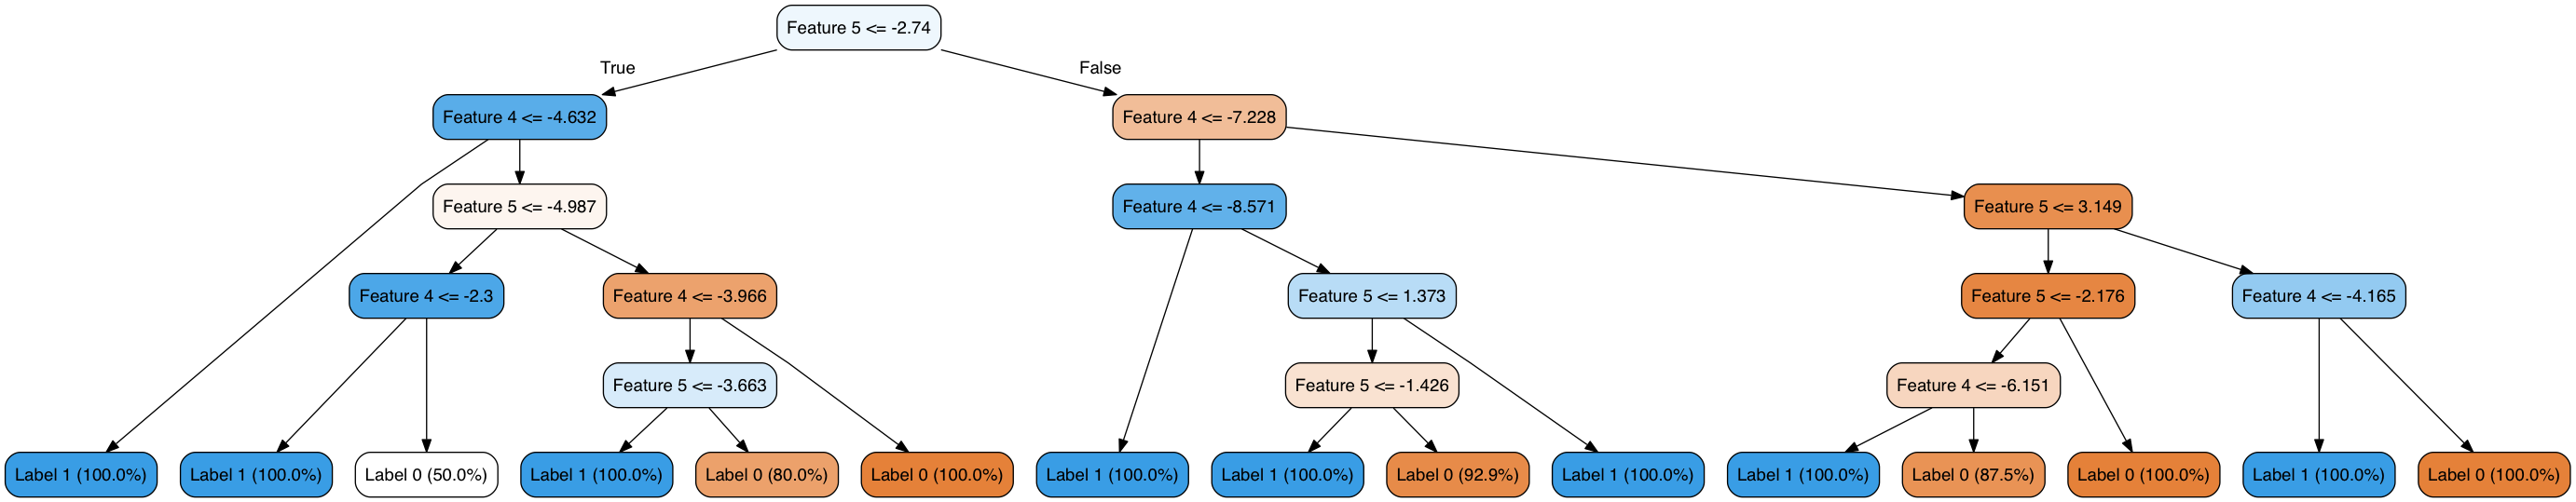 Feature 5 <= -2.74
True
False
Feature 4 <= -4.632
Feature 4 <= -7.228
Feature 5 <= -4.987
Feature 4 <= -8.571
Feature 5 <= 3.149
Feature 4 <= -2.3
Feature 4 <= -3.966
Feature 5 <= 1.373
Feature 5 <= -2.176
Feature 4 <= -4.165
Feature 5 <= -3.663
Feature 5 <= -1.426
Feature 4 <= -6.151
Label 1 (100.0%)
Label 1 (100.0%)
Label 0 (50.0%)
Label 1 (100.0%)
Label 0 (80.0%)
Label 0 (100.0%)
Label 1 (100.0%)
Label 1 (100.0%)
Label 0 (92.9%)
Label 1 (100.0%)
Label 1 (100.0%)
Label 0 (87.5%)
Label 0 (100.0%)
Label 1 (100.0%)
Label 0 (100.0%)